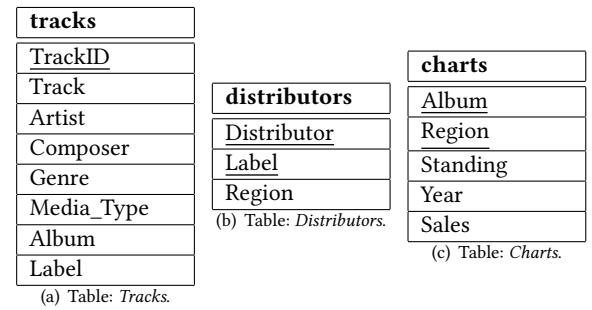 tracks
TrackID
Track
Artist
Composer
Genre
Media_Type
Album
Label
(a) Table: Tracks.
distributors
Distributor
Label
Region
(b) Table: Distributors.
charts
Album
Region
Standing
Year
Sales
(c) Table: Charts.